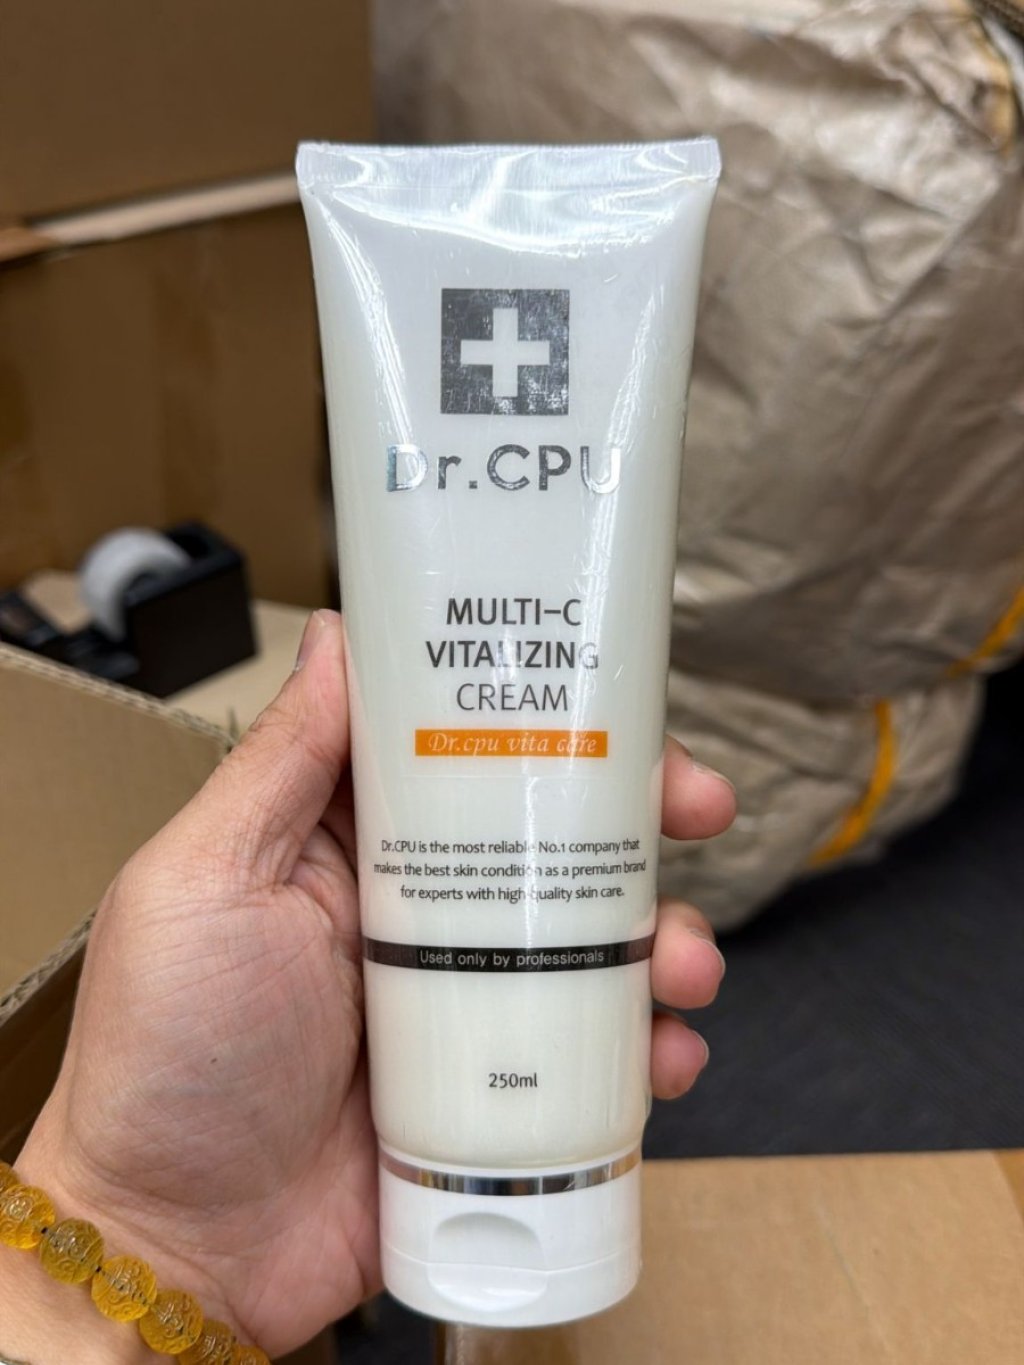 Dr.CPU
MULTI-C
VITALIZING
CREAM
Dr.cpu vita care
Dr.CPU is the most reliable No.1 company that
makes the best skin condition as a premium brand
for experts with high-quality skin care.
Used only by professionals
250ml